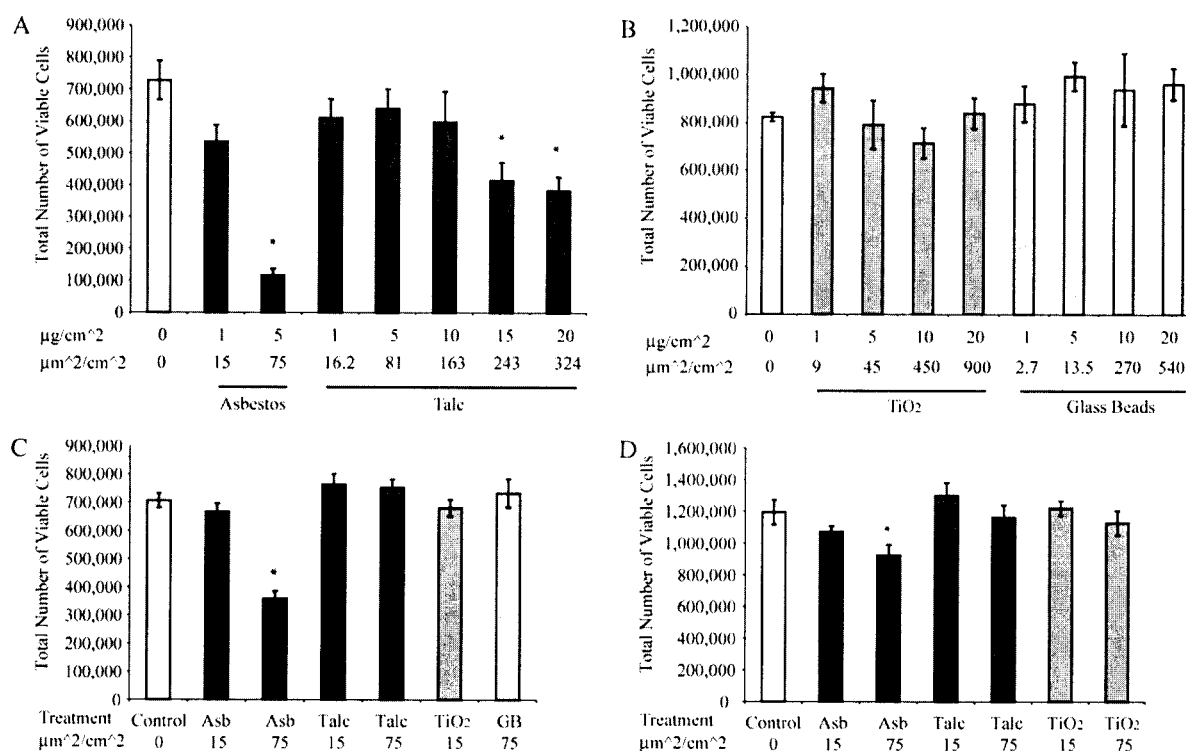 A
Total Number of Viable Cells
900,000
800,000
700,000
600,000
500,000
400,000
300,000
200,000
100,000
0
*
*
*
µg/cm^2 0 1 5 1 5 10 15 20
µm^2/cm^2 0 15 75 16.2 81 163 243 324
Asbestos Talc
B
Total Number of Viable Cells
1,200,000
1,000,000
800,000
600,000
400,000
200,000
0
µg/cm^2 0 1 5 10 20 1 5 10 20
µm^2/cm^2 0 9 45 450 900 2.7 13.5 270 540
TiO2 Glass Beads
C
Total Number of Viable Cells
900,000
800,000
700,000
600,000
500,000
400,000
300,000
200,000
100,000
0
*
Treatment Control Asb Asb Talc Talc TiO2 GB
µm^2/cm^2 0 15 75 15 75 15 75
D
Total Number of Viable Cells
1,600,000
1,400,000
1,200,000
1,000,000
800,000
600,000
400,000
200,000
0
*
Treatment Control Asb Asb Talc Talc TiO2 TiO2
µm^2/cm^2 0 15 75 15 75 15 75